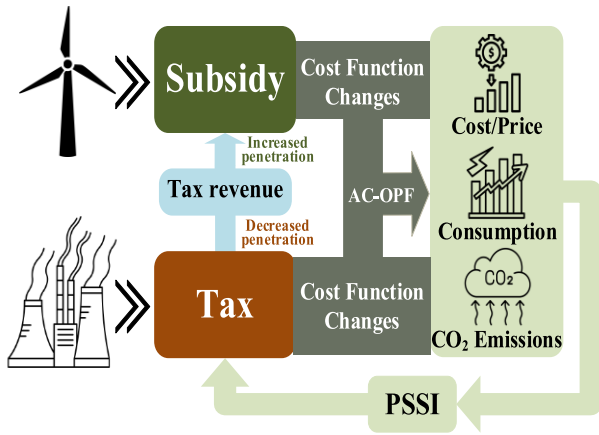 Subsidy
Cost Function
Changes
$
Cost/Price
Increased
penetration
Tax revenue
AC-OPF
Consumption
Decreased
penetration
Tax
Cost Function
Changes
CO₂
CO₂ Emissions
PSSI